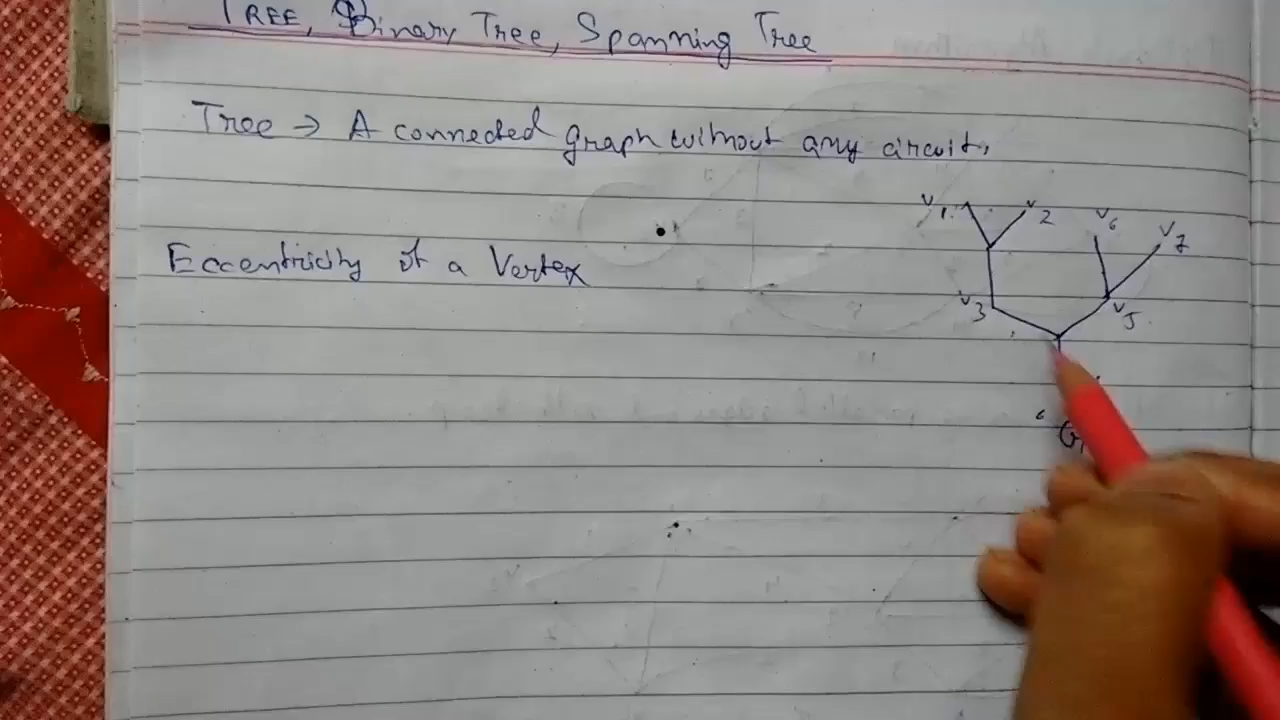 TREE, Binary Tree, Spanning Tree
Tree → A connected graph without any circuit,
V1 V2 V6 V7
Eccentricity of a Vertex
V3 V5
G